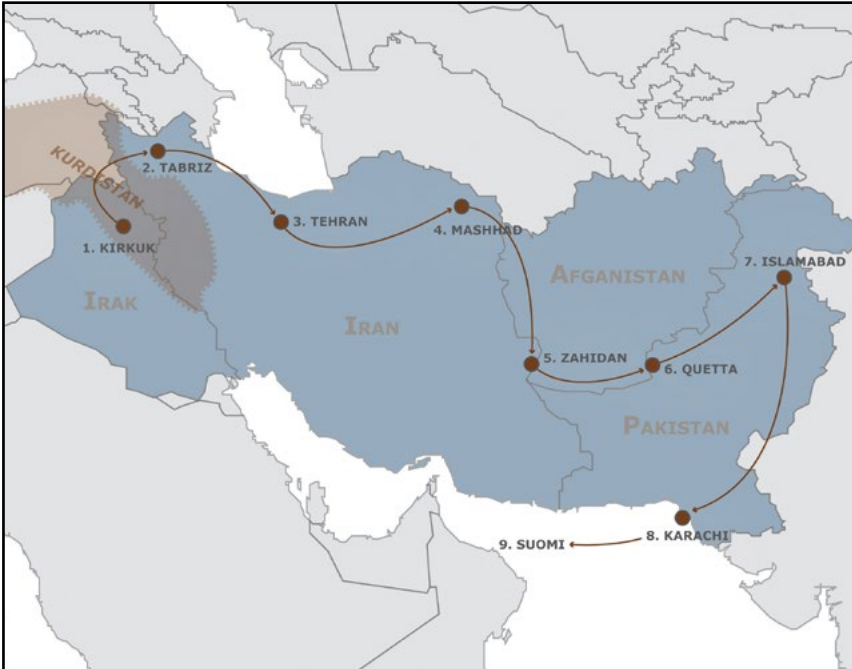 KURDISTAN
2. TABRIZ
1. KIRKUK
3. TEHRAN
4. MASHHAD
7. ISLAMABAD
AFGANISTAN
IRAK
IRAN
5. ZAHIDAN
6. QUETTA
PAKISTAN
8. KARACHI
9. SUOMI